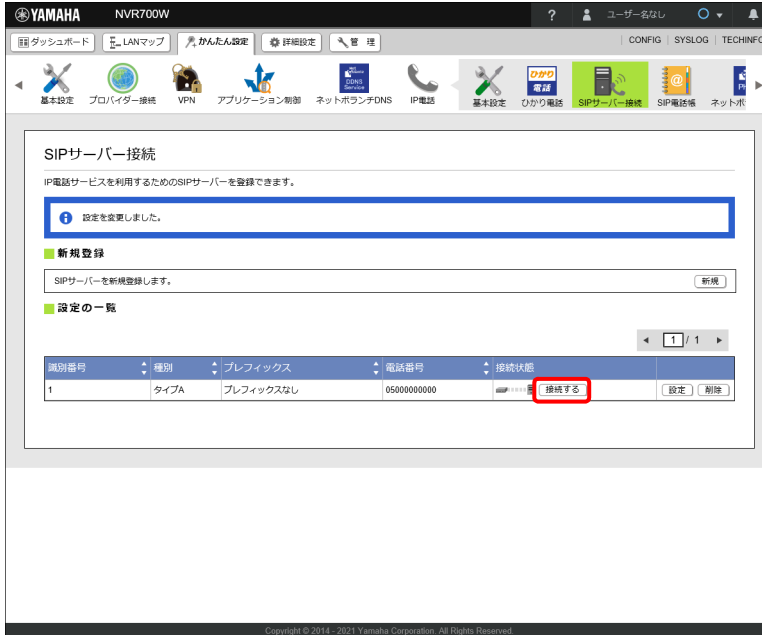 YAMAHA NVR700W ? ユーザー名なし
ダッシュボード LANマップ かんたん設定 詳細設定 管理 CONFIG SYSLOG TECHINFO
基本設定 プロバイダー接続 VPN アプリケーション制御 ネットボランチDNS IP電話 基本設定 ひかり電話 SIPサーバー接続 SIP電話帳 ネットボ
DDNS
Service
ひかり
電話
SIPサーバー接続
IP電話サービスを利用するためのSIPサーバーを登録できます。
設定を変更しました。
新規登録
SIPサーバーを新規登録します。 新規
設定の一覧
1 / 1
識別番号 種別 プレフィックス 電話番号 接続状態
1 タイプA プレフィックスなし 05000000000 接続する 設定 削除
Copyright © 2014 - 2021 Yamaha Corporation. All Rights Reserved.